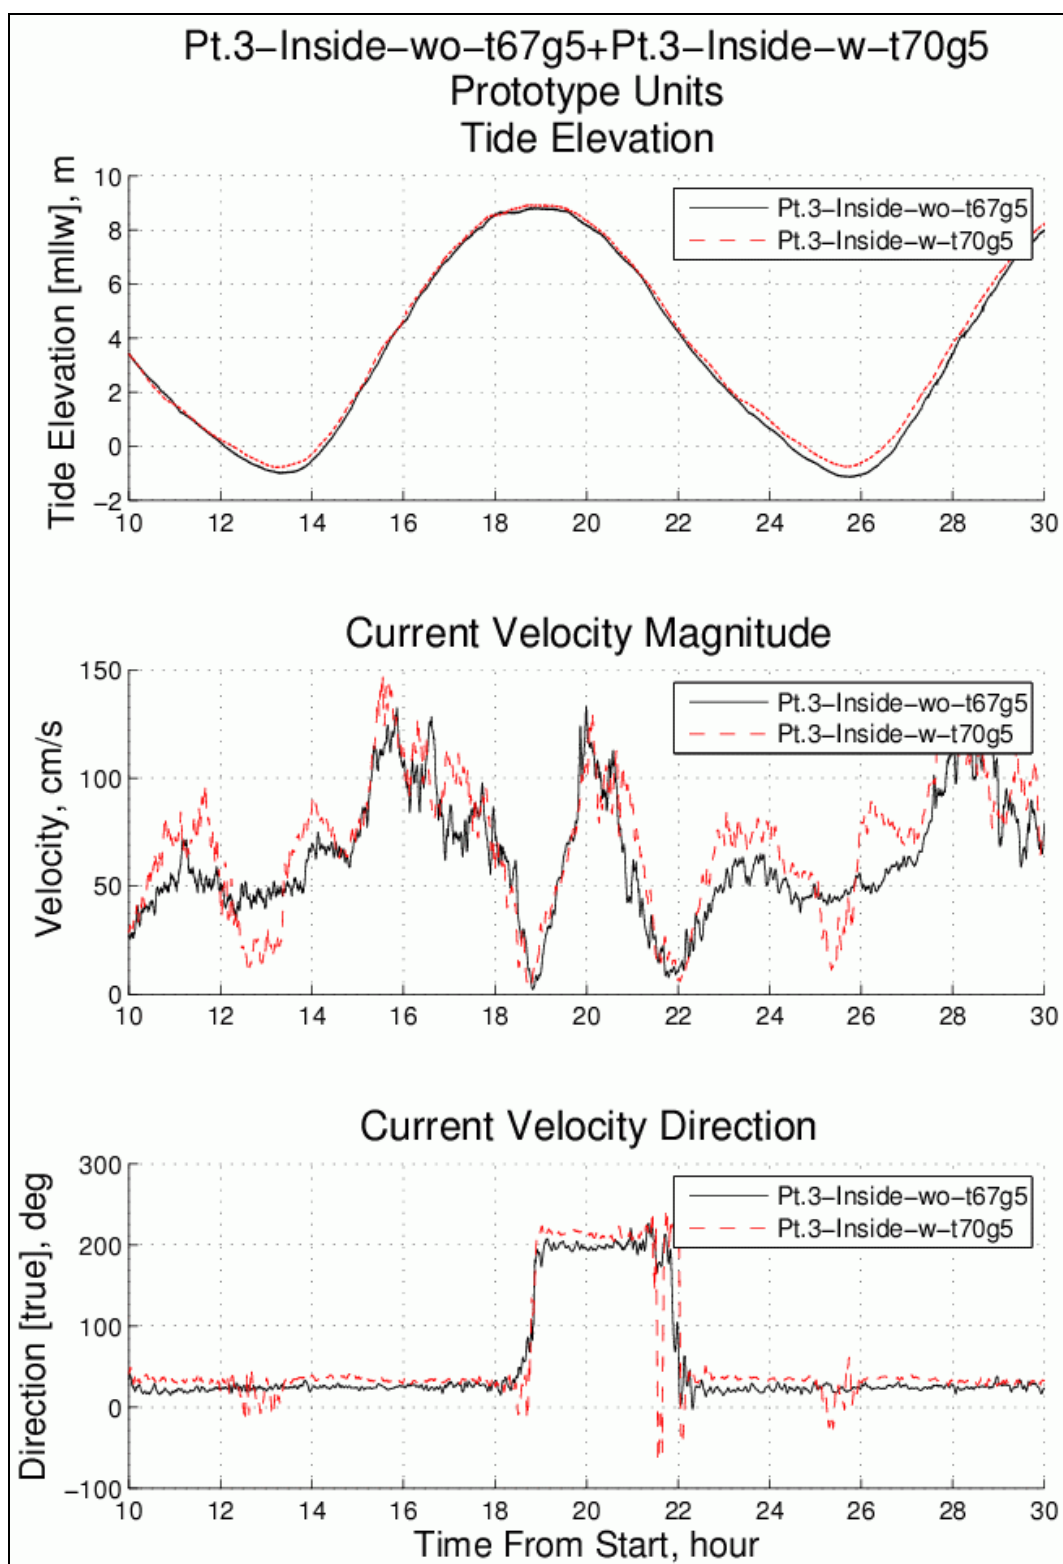 Pt.3−Inside−wo−t67g5+Pt.3−Inside−w−t70g5
Prototype Units
Tide Elevation
Tide Elevation [mllw], m
10
8
6
4
2
0
−2
Pt.3−Inside−wo−t67g5
Pt.3−Inside−w−t70g5
10 12 14 16 18 20 22 24 26 28 30
Current Velocity Magnitude
Velocity, cm/s
150
100
50
0
Pt.3−Inside−wo−t67g5
Pt.3−Inside−w−t70g5
10 12 14 16 18 20 22 24 26 28 30
Current Velocity Direction
Direction [true], deg
300
200
100
0
−100
Pt.3−Inside−wo−t67g5
Pt.3−Inside−w−t70g5
10 12 14 16 18 20 22 24 26 28 30
Time From Start, hour